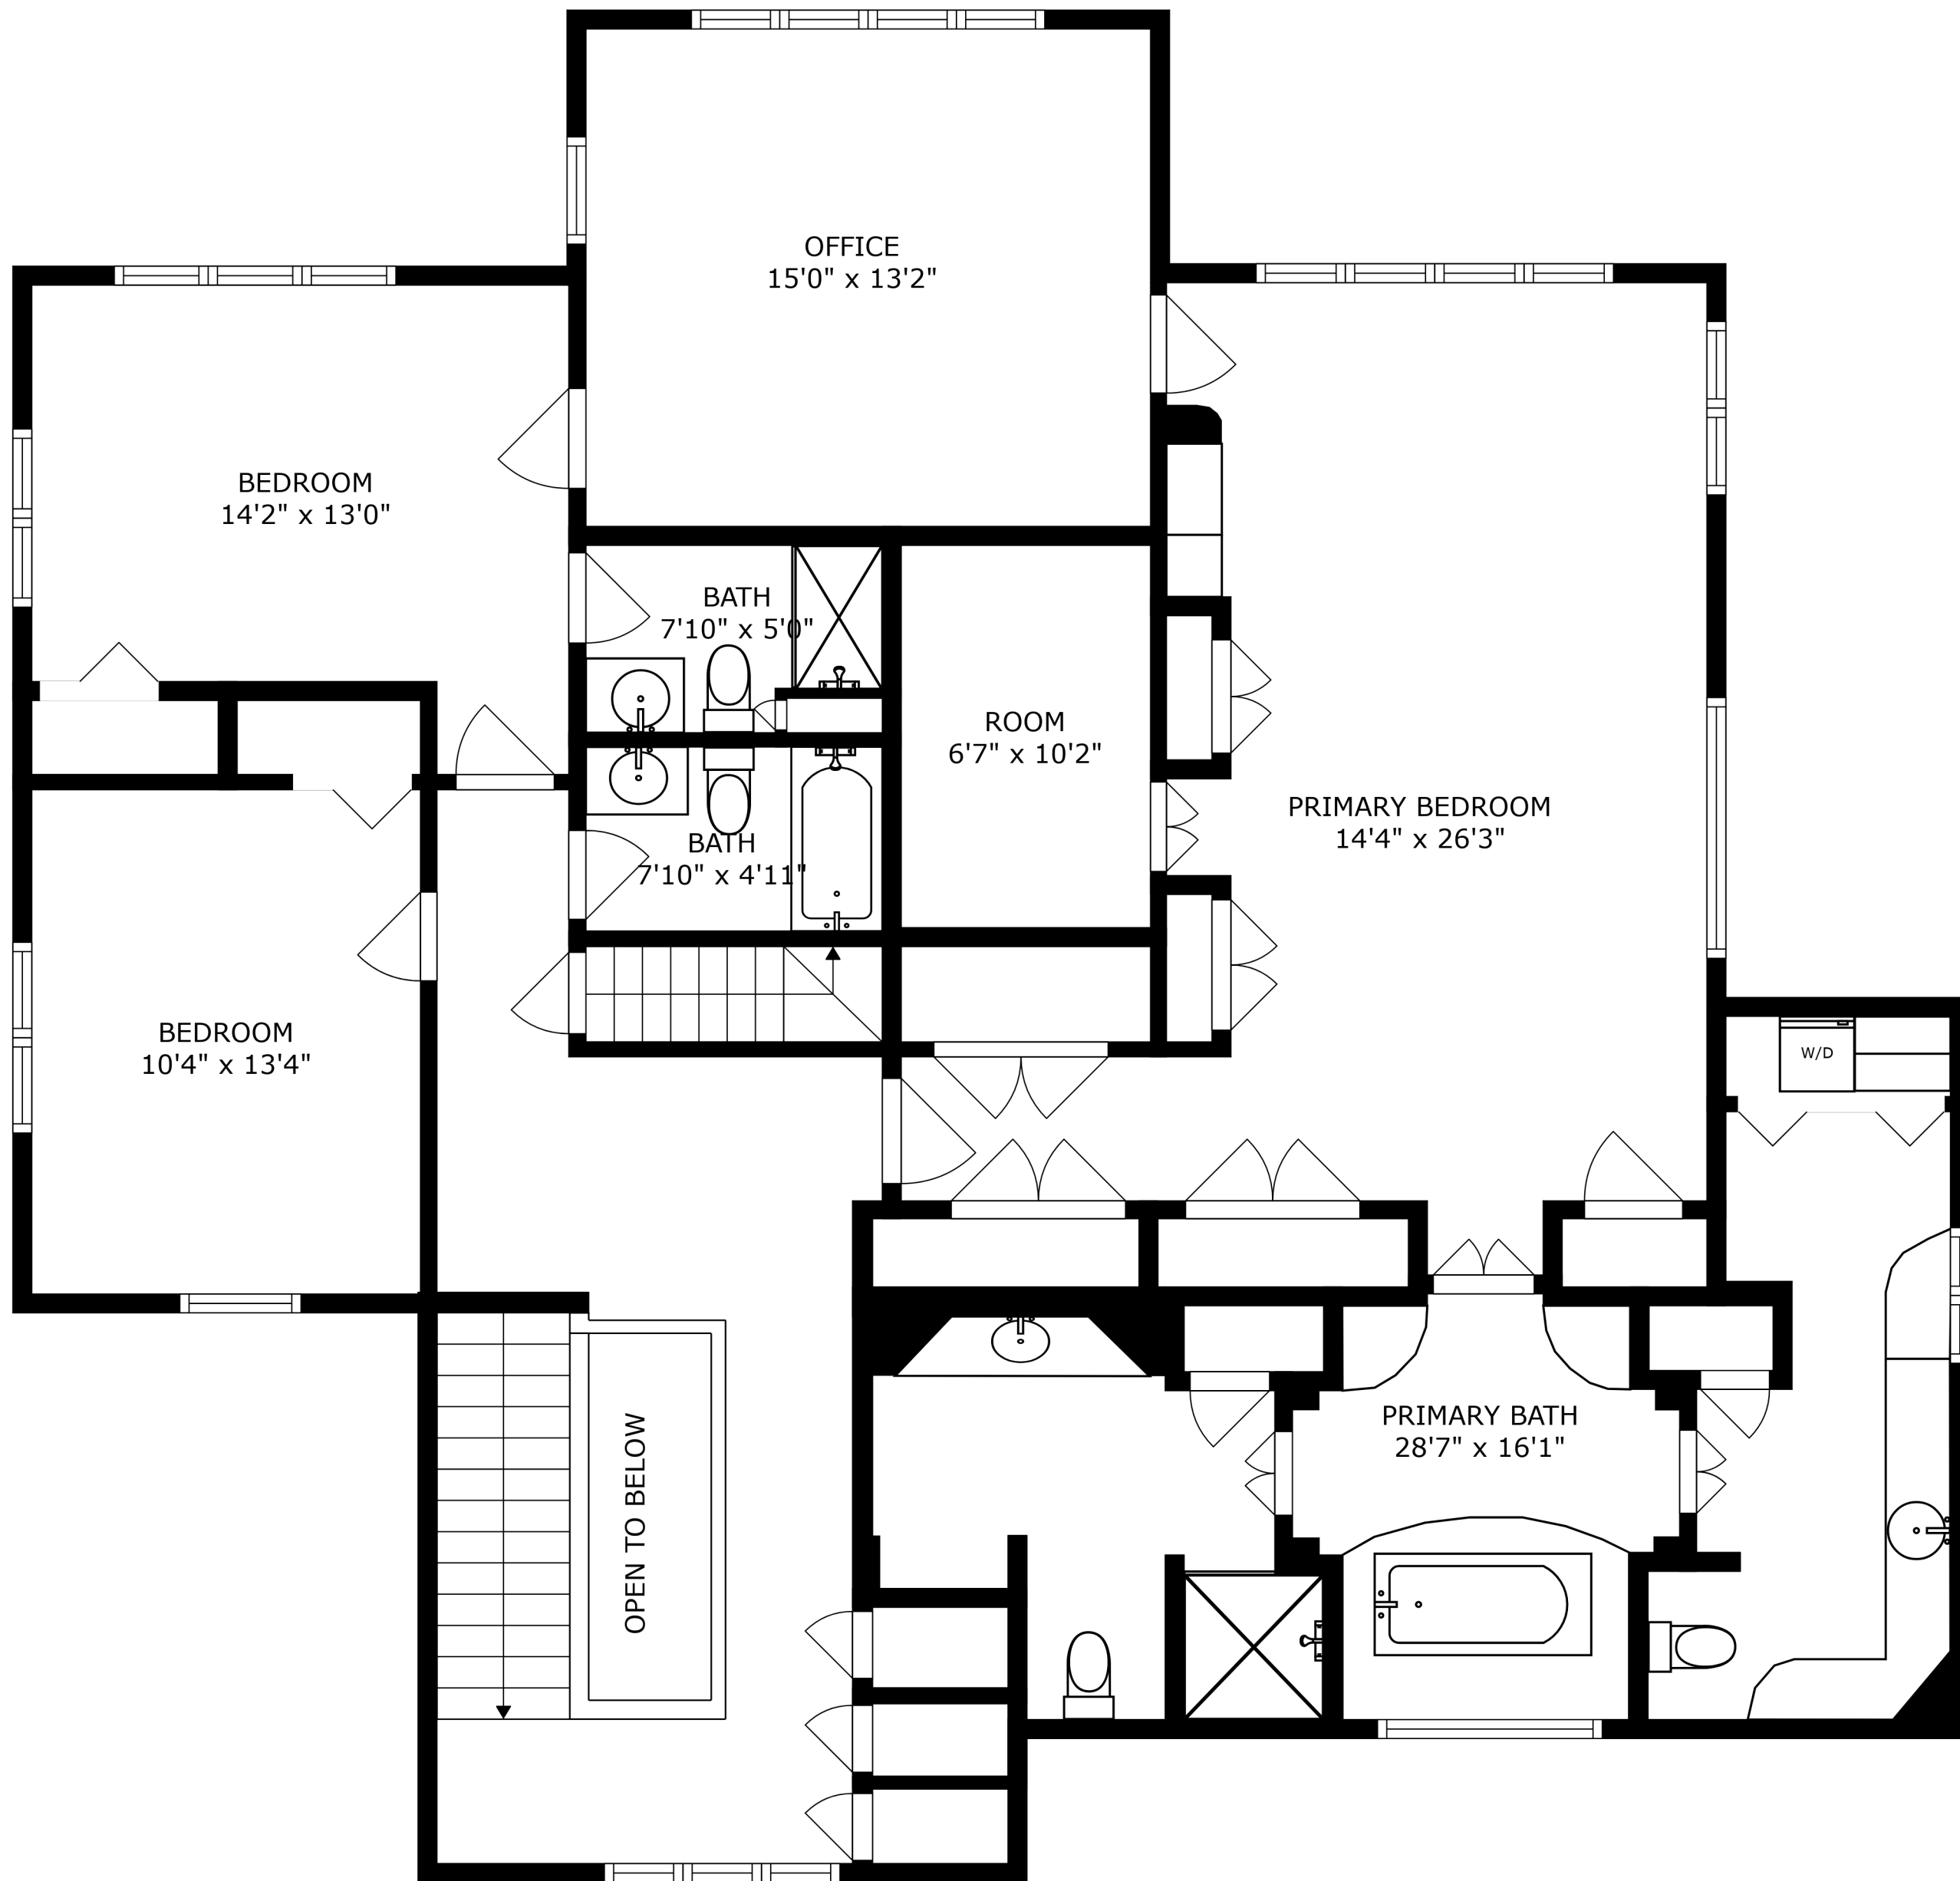 OFFICE
15'0" x 13'2"
BEDROOM
14'2" x 13'0"
BATH
7'10" x 5'0"
ROOM
6'7" x 10'2"
PRIMARY BEDROOM
14'4" x 26'3"
BATH
7'10" x 4'11"
BEDROOM
10'4" x 13'4"
W/D
PRIMARY BATH
28'7" x 16'1"
OPEN TO BELOW